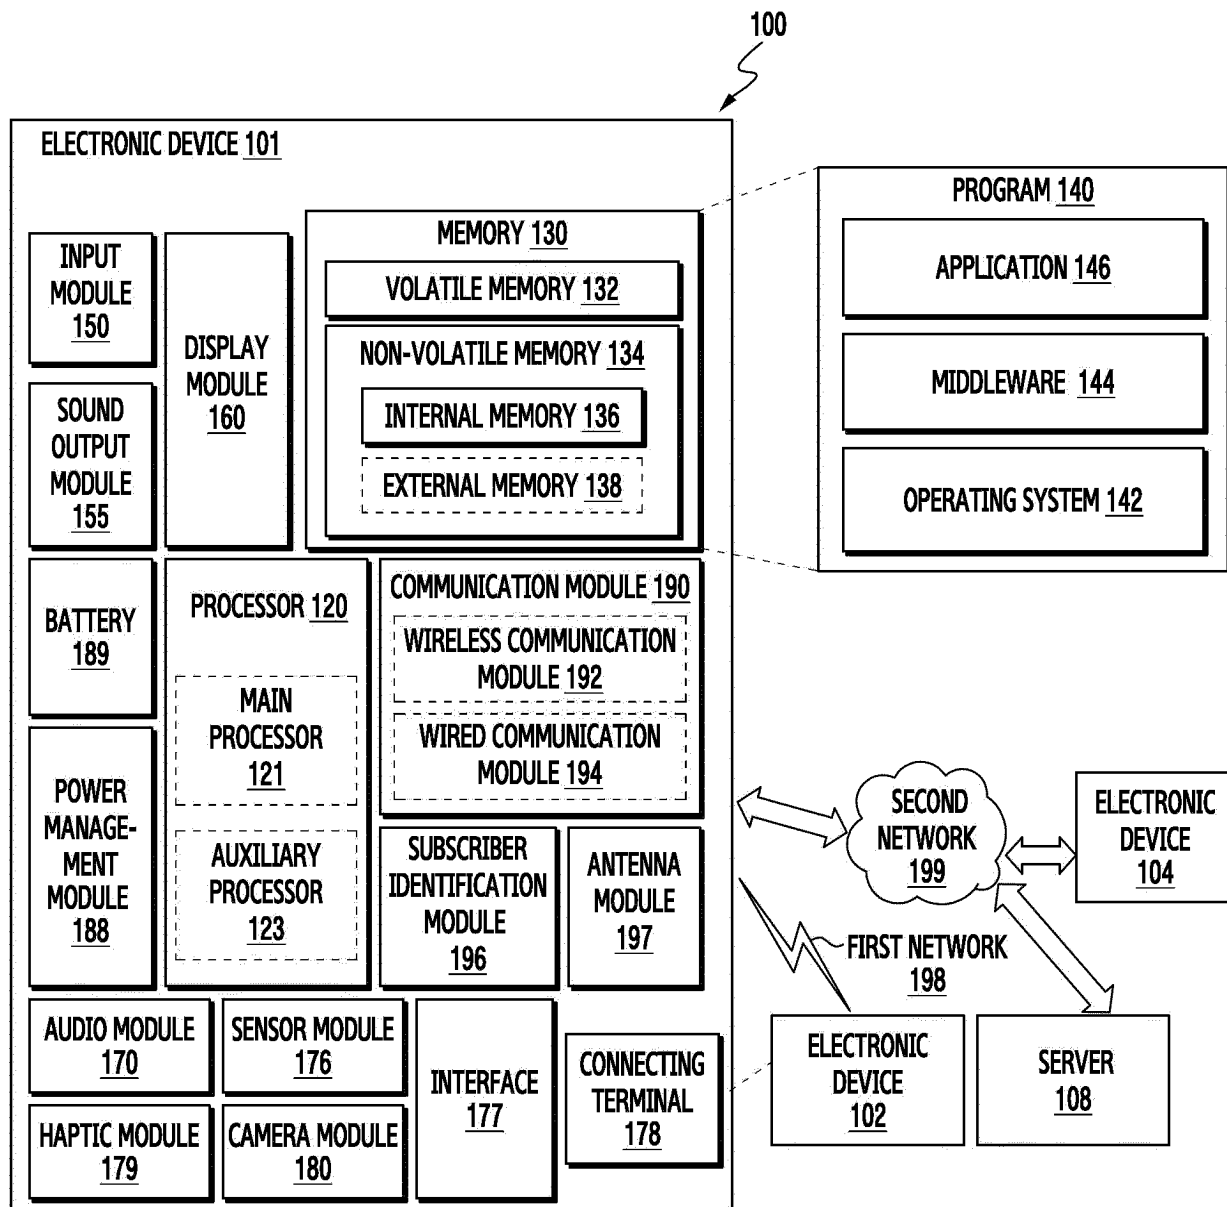 100
ELECTRONIC DEVICE 101
INPUT
MODULE
150
SOUND
OUTPUT
MODULE
155
DISPLAY
MODULE
160
MEMORY 130
VOLATILE MEMORY 132
NON-VOLATILE MEMORY 134
INTERNAL MEMORY 136
EXTERNAL MEMORY 138
PROGRAM 140
APPLICATION 146
MIDDLEWARE 144
OPERATING SYSTEM 142
BATTERY
189
POWER
MANAGE-
MENT
MODULE
188
PROCESSOR 120
MAIN
PROCESSOR
121
AUXILIARY
PROCESSOR
123
COMMUNICATION MODULE 190
WIRELESS COMMUNICATION
MODULE 192
WIRED COMMUNICATION
MODULE 194
SUBSCRIBER
IDENTIFICATION
MODULE
196
ANTENNA
MODULE
197
SECOND
NETWORK
199
ELECTRONIC
DEVICE
104
FIRST NETWORK
198
AUDIO MODULE
170
SENSOR MODULE
176
HAPTIC MODULE
179
CAMERA MODULE
180
INTERFACE
177
CONNECTING
TERMINAL
178
ELECTRONIC
DEVICE
102
SERVER
108